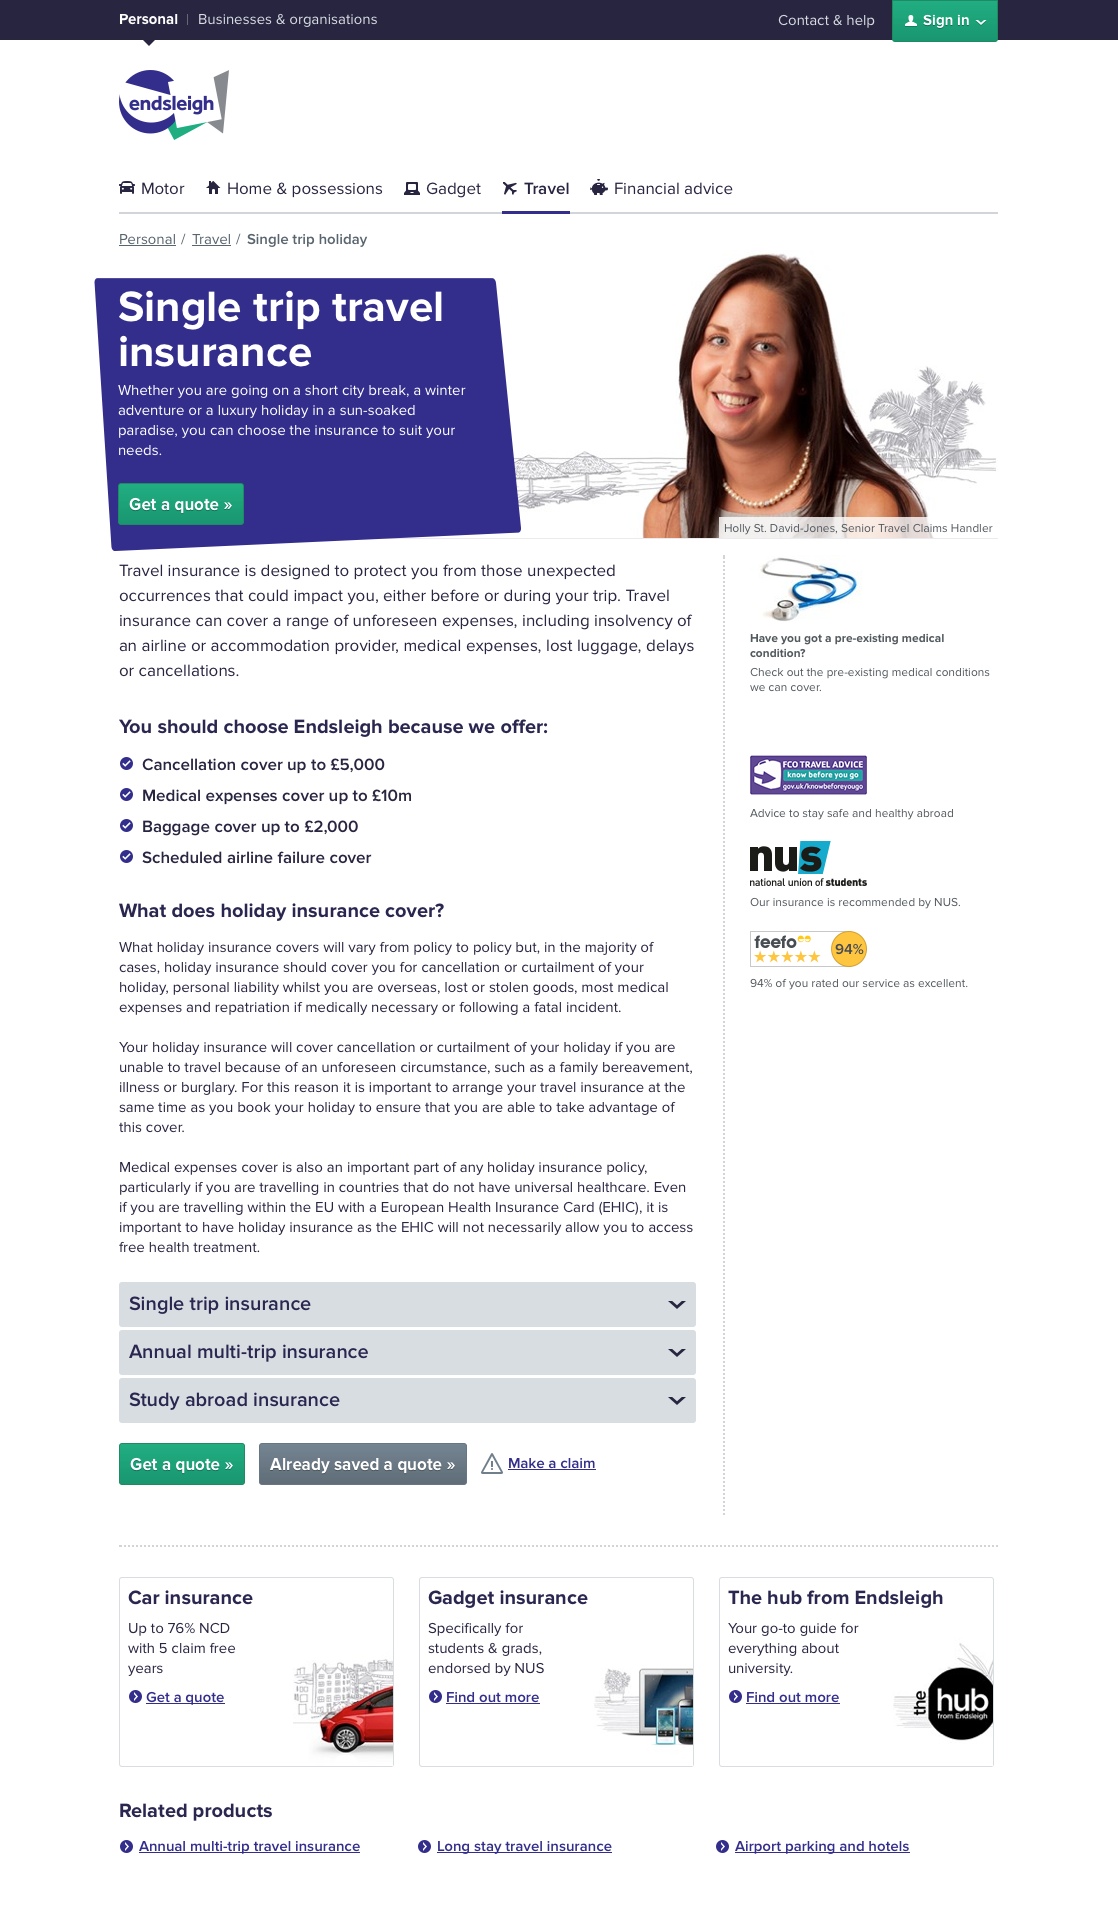 Personal
Businesses & organisations
Contact & help
Sign in
endsleigh
Motor
Home & possessions
Gadget
Travel
Financial advice
Personal / Travel / Single trip holiday
Single trip travel
insurance
Whether you are going on a short city break, a winter
adventure or a luxury holiday in a sun-soaked
paradise, you can choose the insurance to suit your
needs.
Get a quote »
Holly St. David-Jones, Senior Travel Claims Handler
Travel insurance is designed to protect you from those unexpected
occurrences that could impact you, either before or during your trip. Travel
insurance can cover a range of unforeseen expenses, including insolvency of
an airline or accommodation provider, medical expenses, lost luggage, delays
or cancellations.
You should choose Endsleigh because we offer:
Cancellation cover up to £5,000
Medical expenses cover up to £10m
Baggage cover up to £2,000
Scheduled airline failure cover
What does holiday insurance cover?
What holiday insurance covers will vary from policy to policy but, in the majority of
cases, holiday insurance should cover you for cancellation or curtailment of your
holiday, personal liability whilst you are overseas, lost or stolen goods, most medical
expenses and repatriation if medically necessary or following a fatal incident.
Your holiday insurance will cover cancellation or curtailment of your holiday if you are
unable to travel because of an unforeseen circumstance, such as a family bereavement,
illness or burglary. For this reason it is important to arrange your travel insurance at the
same time as you book your holiday to ensure that you are able to take advantage of
this cover.
Medical expenses cover is also an important part of any holiday insurance policy,
particularly if you are travelling in countries that do not have universal healthcare. Even
if you are travelling within the EU with a European Health Insurance Card (EHIC), it is
important to have holiday insurance as the EHIC will not necessarily allow you to access
free health treatment.
Single trip insurance
Annual multi-trip insurance
Study abroad insurance
Get a quote »
Already saved a quote »
Make a claim
Have you got a pre-existing medical
condition?
Check out the pre-existing medical conditions
we can cover.
FCO TRAVEL ADVICE
know before you go
gov.uk/knowbeforeyougo
Advice to stay safe and healthy abroad
nus
national union of students
Our insurance is recommended by NUS.
feefo
94%
94% of you rated our service as excellent.
Car insurance
Up to 76% NCD
with 5 claim free
years
Get a quote
Gadget insurance
Specifically for
students & grads,
endorsed by NUS
Find out more
The hub from Endsleigh
Your go-to guide for
everything about
university.
Find out more
the
hub
from Endsleigh
Related products
Annual multi-trip travel insurance
Long stay travel insurance
Airport parking and hotels